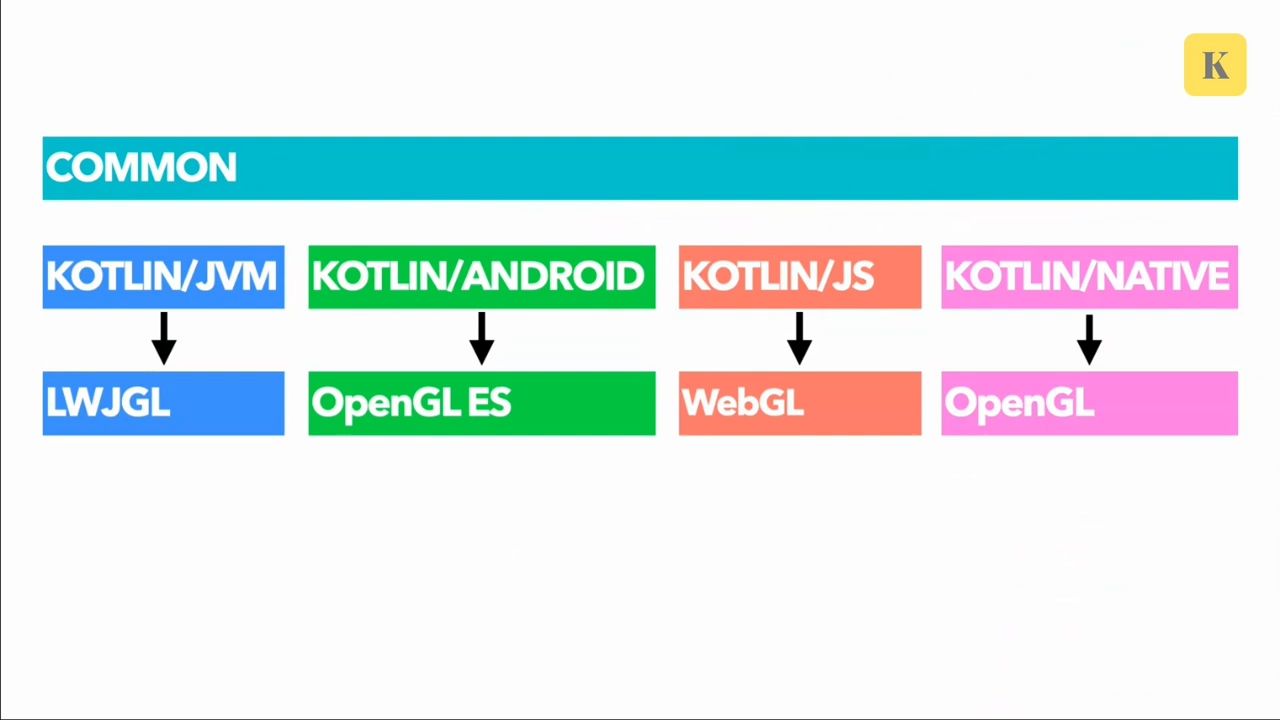 K
COMMON
KOTLIN/JVM
KOTLIN/ANDROID
KOTLIN/JS
KOTLIN/NATIVE
LWJGL
OpenGL ES
WebGL
OpenGL